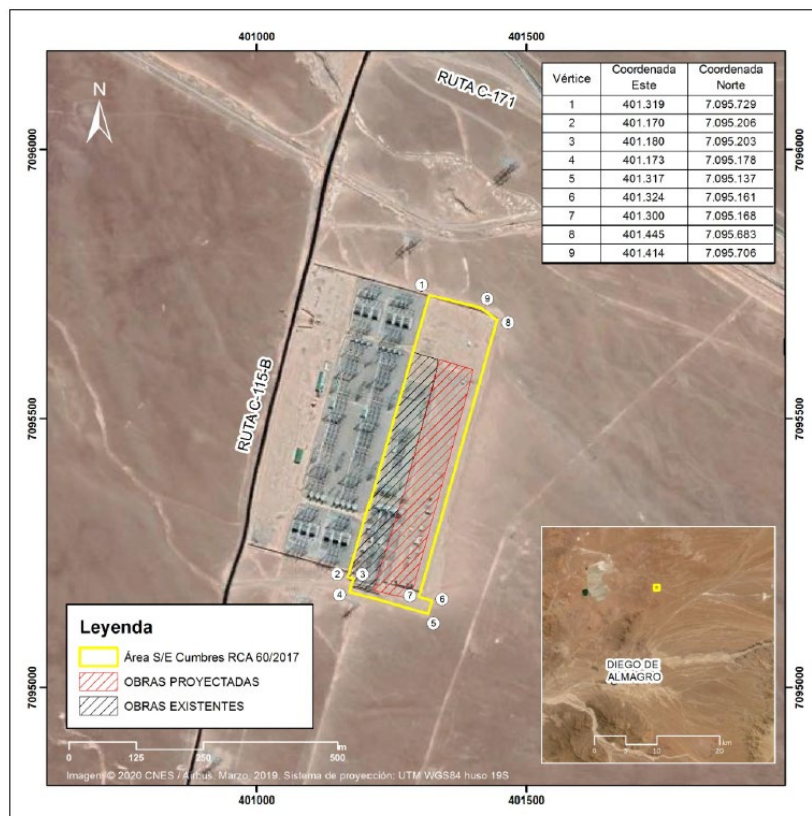 401000
401500
RUTA C-171
N
7096000
7096000
Vértice Coordenada Este Coordenada Norte
1 401.319 7.095.729
2 401.170 7.095.206
3 401.180 7.095.203
4 401.173 7.095.178
5 401.317 7.095.137
6 401.324 7.095.161
7 401.300 7.095.168
8 401.445 7.095.683
9 401.414 7.095.706
1
9
8
RUTA C-115-B
7095500
7095500
2
3
4
7
6
5
Leyenda
Área S/E Cumbres RCA 60/2017
OBRAS PROYECTADAS
OBRAS EXISTENTES
DIEGO DE
ALMAGRO
0 5 10 20
km
7095000
7095000
0 125 250 500
m
Imagen © 2020 CNES / Airbus. Marzo, 2019. Sistema de proyección: UTM WGS84 huso 19S
401000
401500